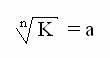 ⁿ√K = a